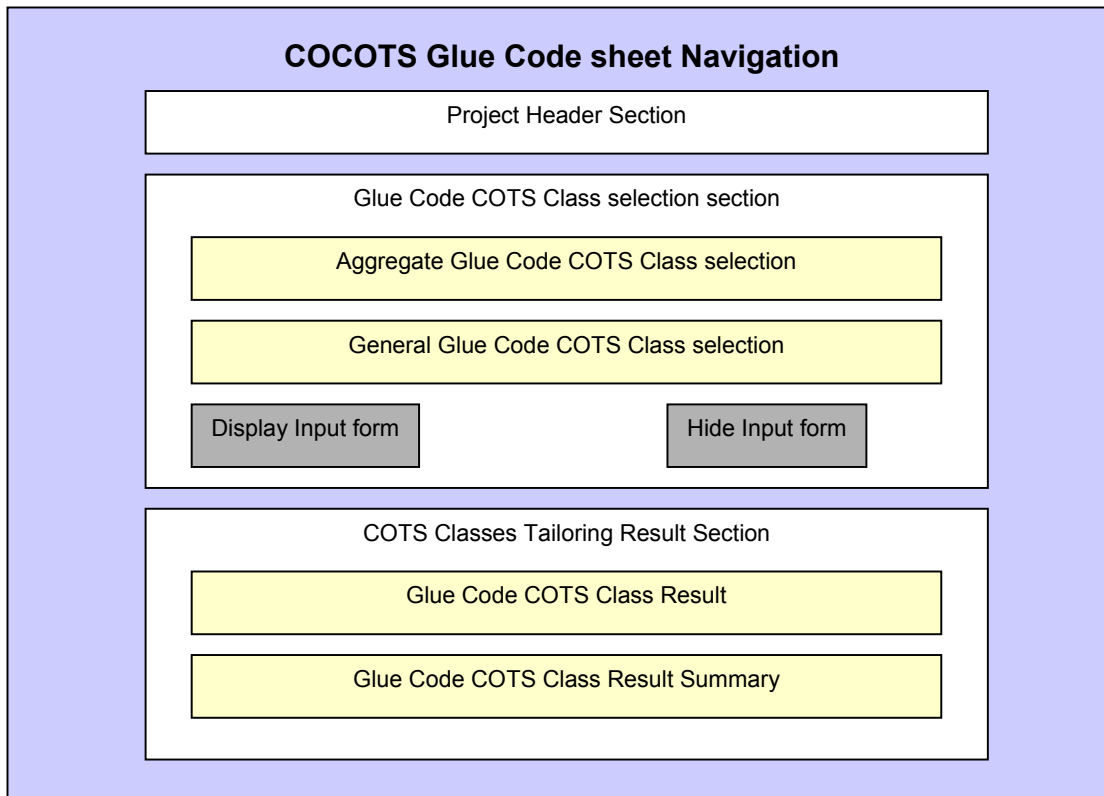 COCOTS Glue Code sheet Navigation
Project Header Section
Glue Code COTS Class selection section
Aggregate Glue Code COTS Class selection
General Glue Code COTS Class selection
Display Input form
Hide Input form
COTS Classes Tailoring Result Section
Glue Code COTS Class Result
Glue Code COTS Class Result Summary